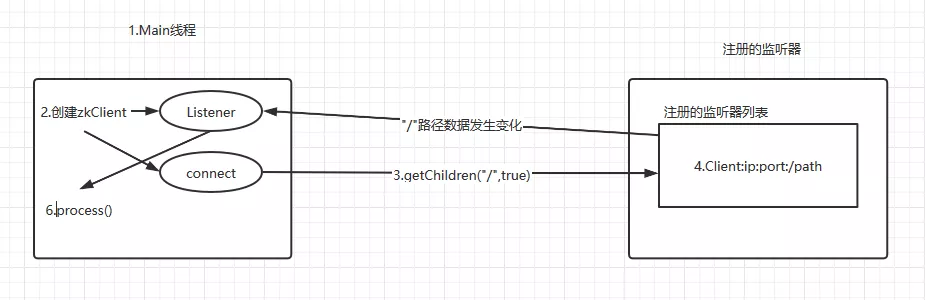 1.Main线程
注册的监听器
2.创建zkClient
Listener
注册的监听器列表
"/"路径数据发生变化
connect
3.getChildren("/",true)
4.Client:ip:port:/path
6.process()